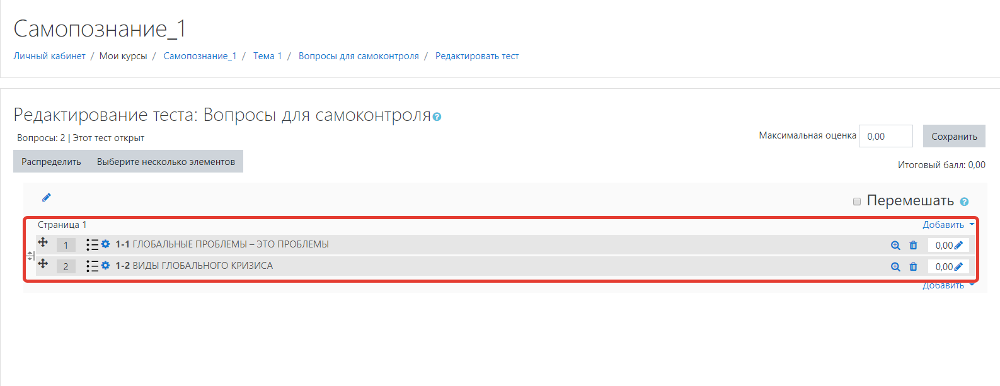 Самопознание_1
Личный кабинет / Мои курсы / Самопознание_1 / Тема 1 / Вопросы для самоконтроля / Редактировать тест
Редактирование теста: Вопросы для самоконтроля
Вопросы: 2 | Этот тест открыт
Максимальная оценка 0,00 Сохранить
Распределить Выберите несколько элементов
Итоговый балл: 0,00
Перемешать
Страница 1 Добавить
1 1-1 ГЛОБАЛЬНЫЕ ПРОБЛЕМЫ – ЭТО ПРОБЛЕМЫ 0,00
2 1-2 ВИДЫ ГЛОБАЛЬНОГО КРИЗИСА 0,00
Добавить